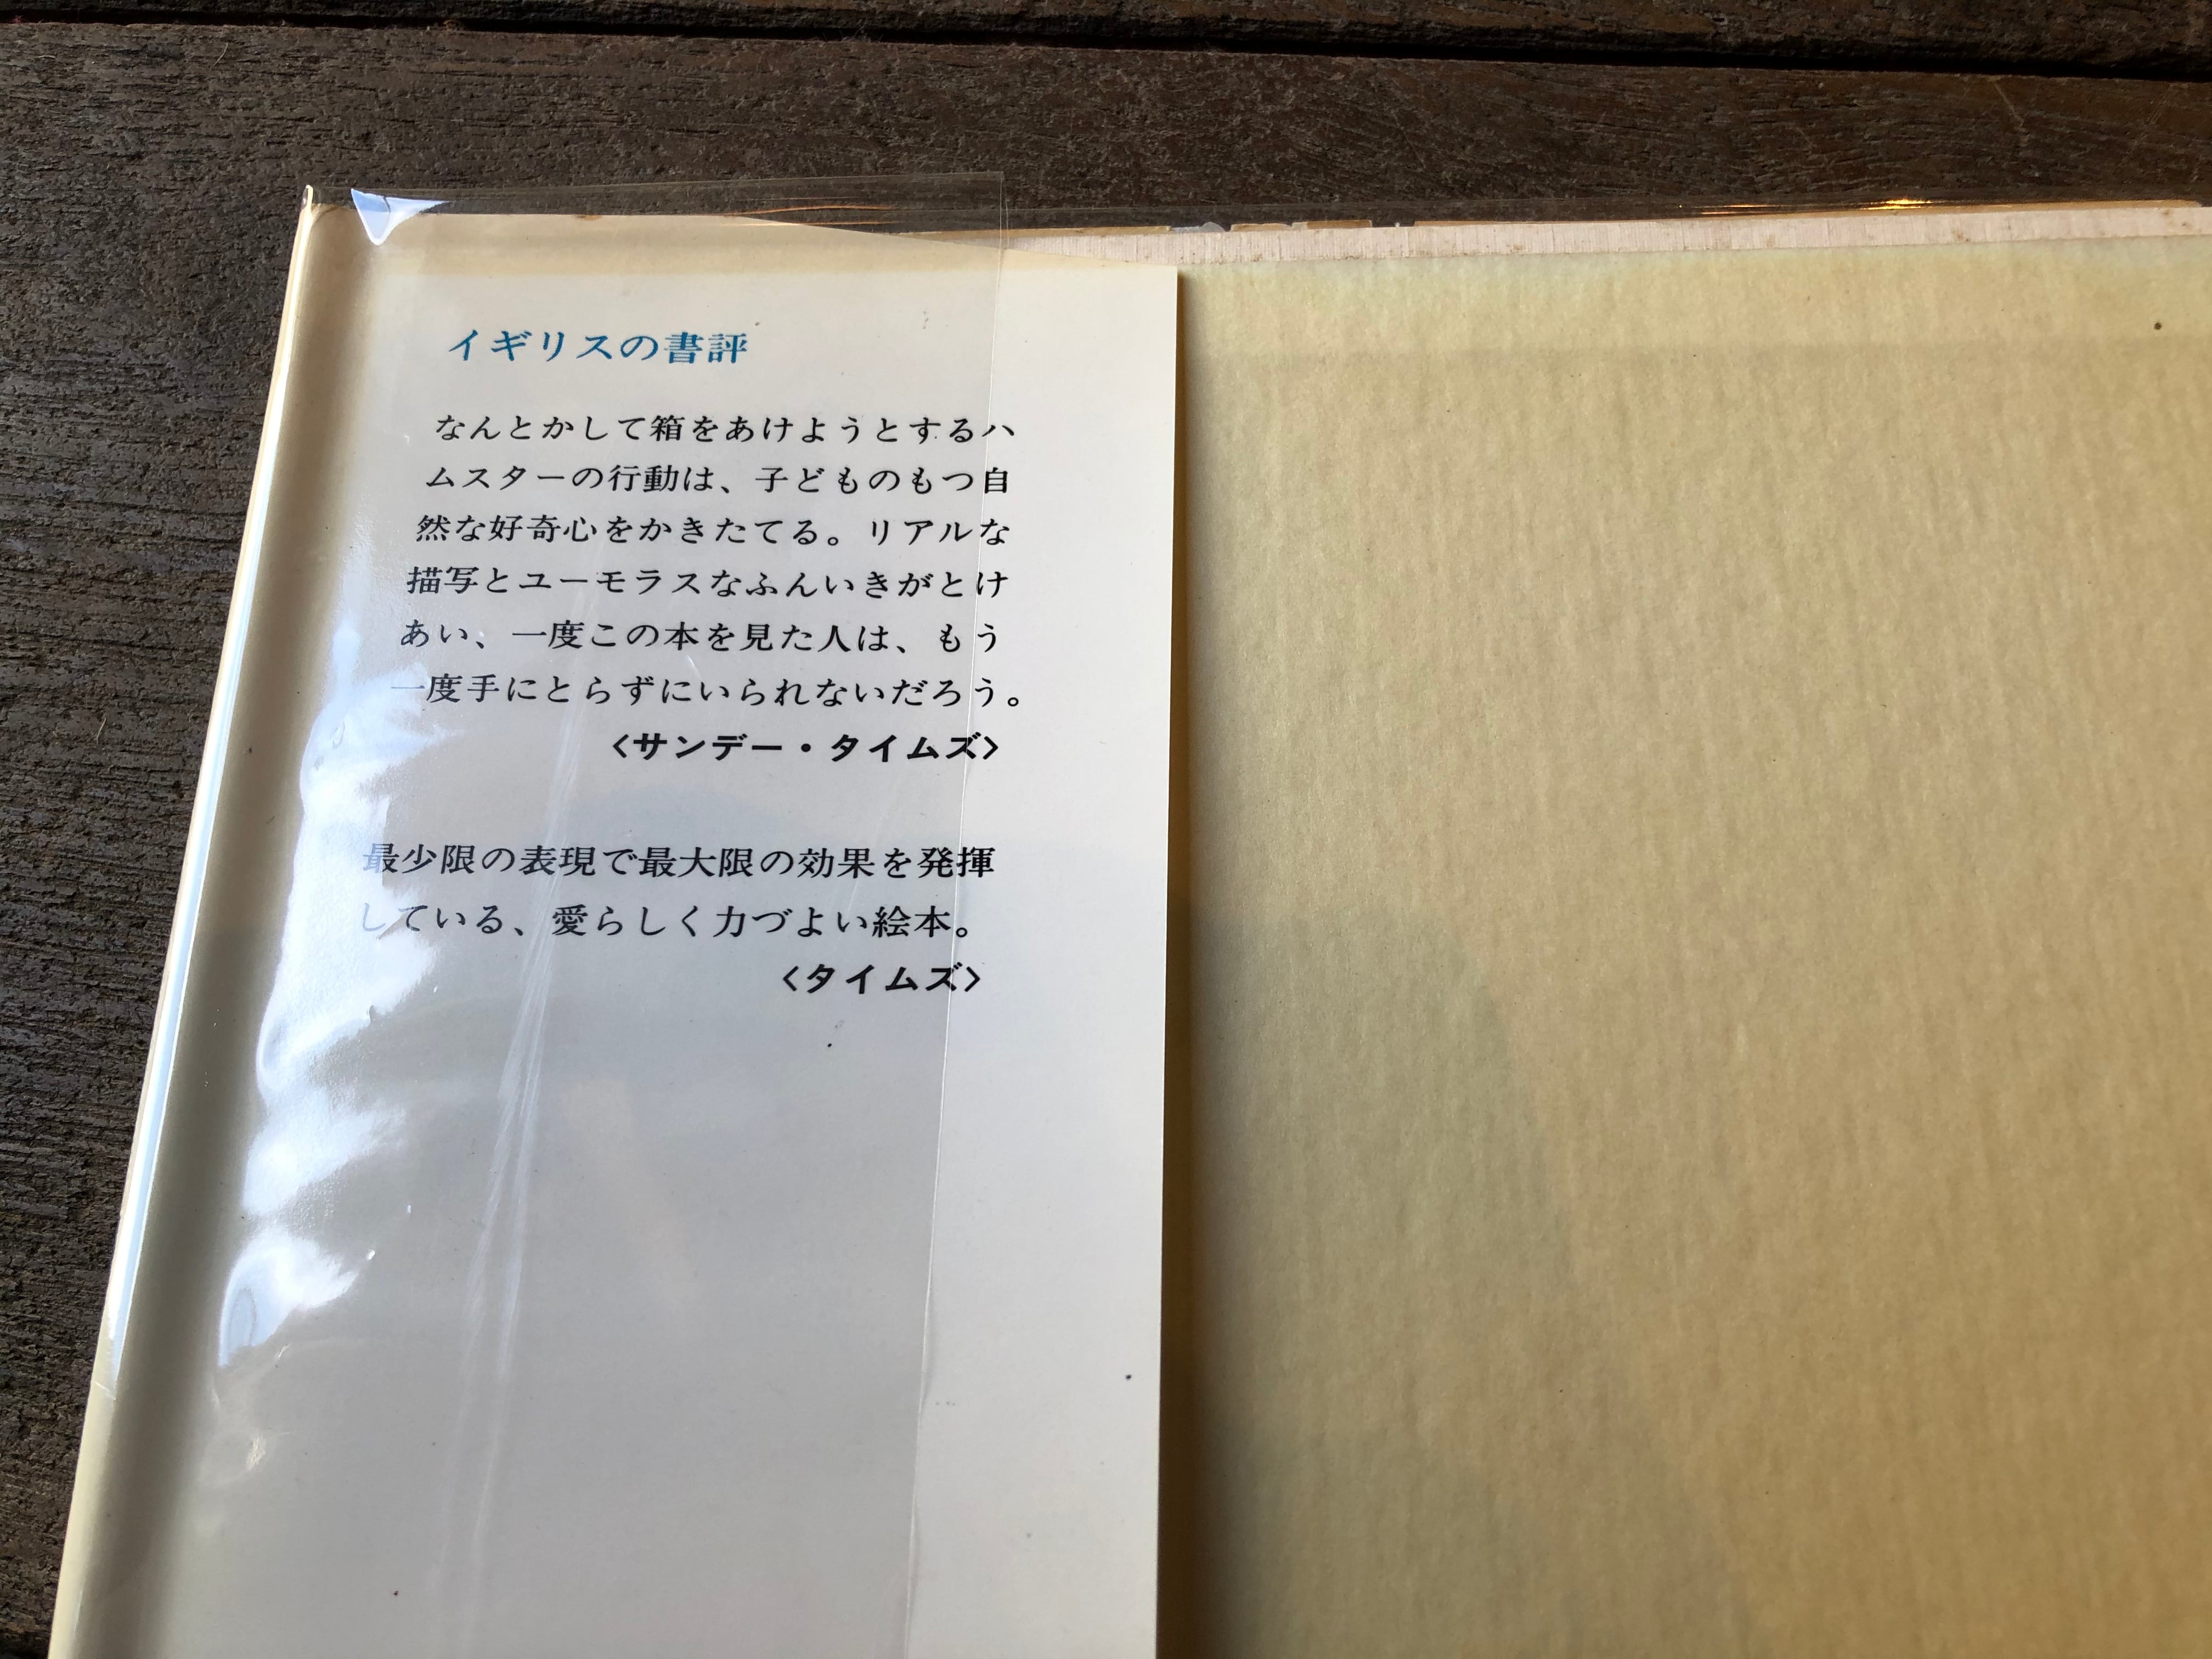 イギリスの書評
なんとかして箱をあけようとするハ
ムスターの行動は、子どものもつ自
然な好奇心をかきたてる。リアルな
描写とユーモラスなふんいきがとけ
あい、一度この本を見た人は、もう
一度手にとらずにいられないだろう。
〈サンデー・タイムズ〉
最少限の表現で最大限の効果を発揮
している、愛らしく力づよい絵本。
〈タイムズ〉